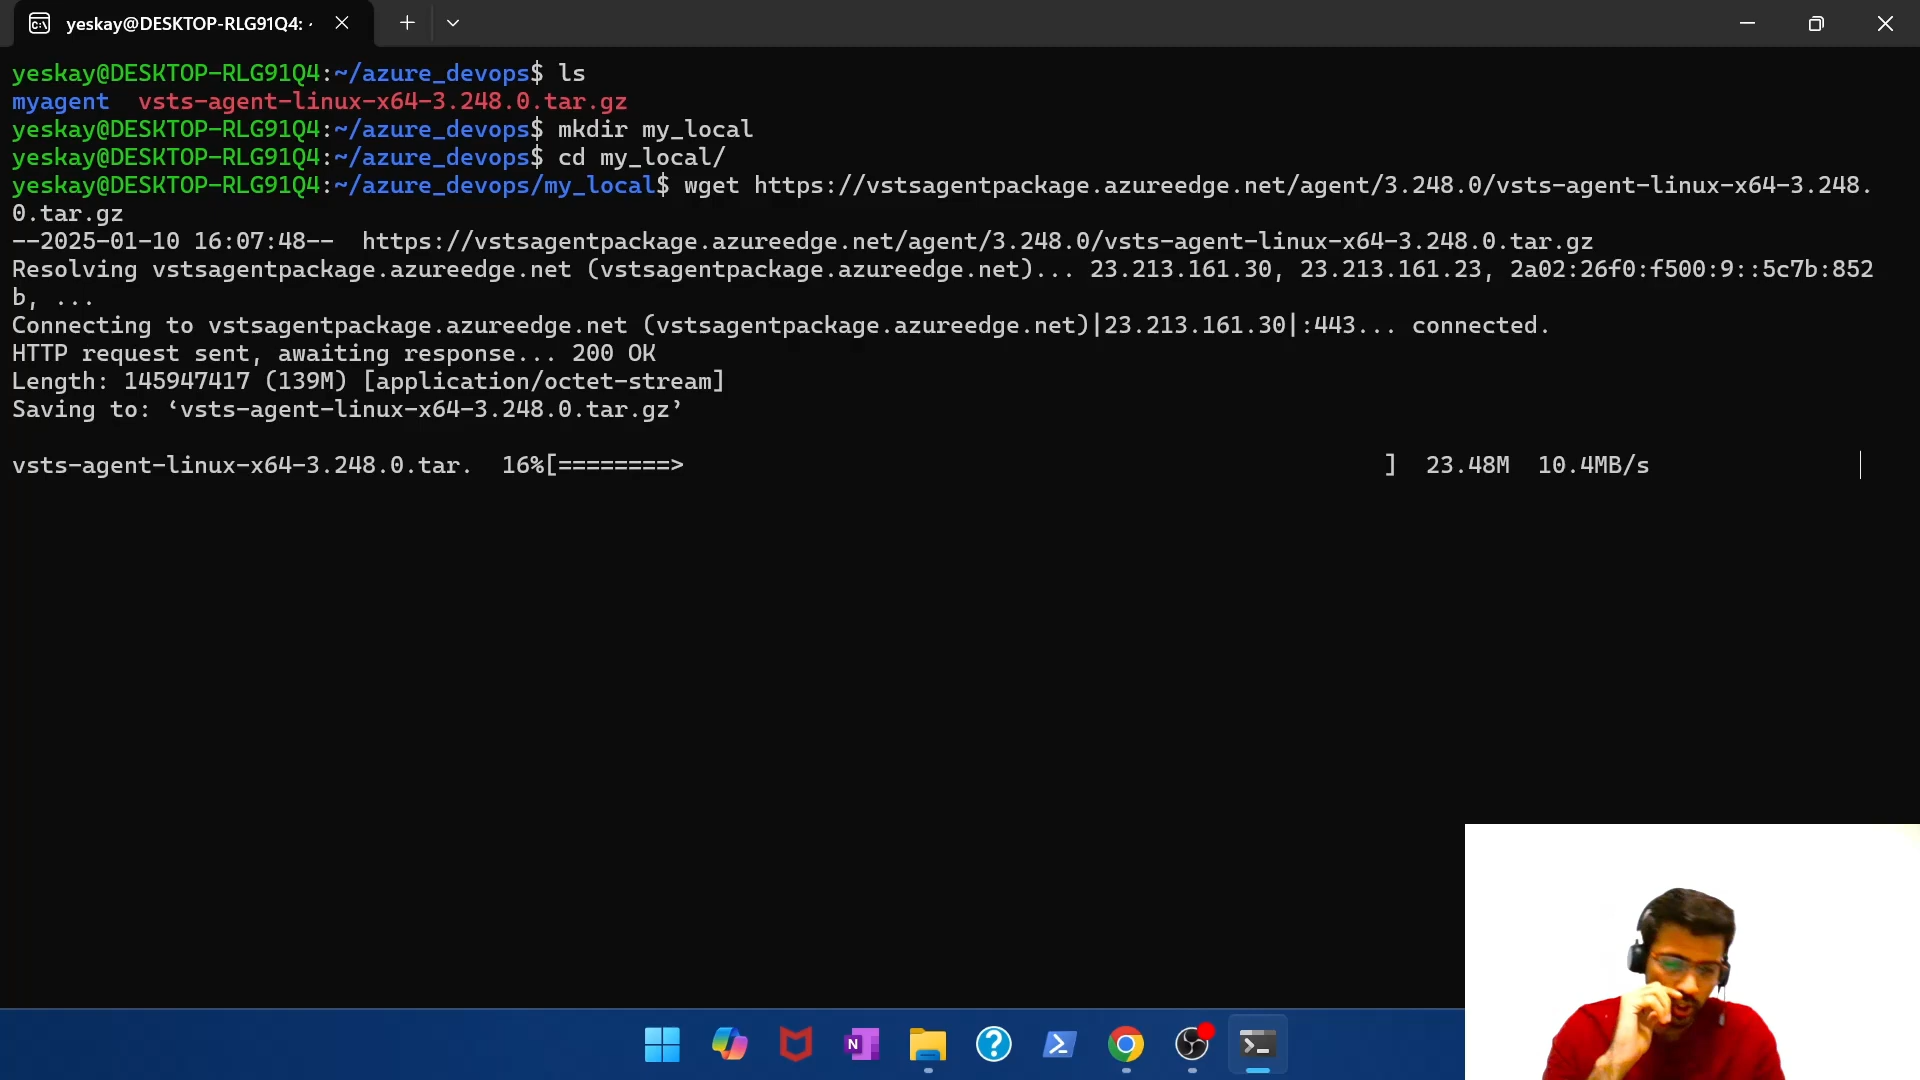 yeskay@DESKTOP-RLG91Q4: ·
yeskay@DESKTOP-RLG91Q4:~/azure_devops$ ls
myagent  vsts-agent-linux-x64-3.248.0.tar.gz
yeskay@DESKTOP-RLG91Q4:~/azure_devops$ mkdir my_local
yeskay@DESKTOP-RLG91Q4:~/azure_devops$ cd my_local/
yeskay@DESKTOP-RLG91Q4:~/azure_devops/my_local$ wget https://vstsagentpackage.azureedge.net/agent/3.248.0/vsts-agent-linux-x64-3.248.
0.tar.gz
--2025-01-10 16:07:48--  https://vstsagentpackage.azureedge.net/agent/3.248.0/vsts-agent-linux-x64-3.248.0.tar.gz
Resolving vstsagentpackage.azureedge.net (vstsagentpackage.azureedge.net)... 23.213.161.30, 23.213.161.23, 2a02:26f0:f500:9::5c7b:852
b, ...
Connecting to vstsagentpackage.azureedge.net (vstsagentpackage.azureedge.net)|23.213.161.30|:443... connected.
HTTP request sent, awaiting response... 200 OK
Length: 145947417 (139M) [application/octet-stream]
Saving to: ‘vsts-agent-linux-x64-3.248.0.tar.gz’
vsts-agent-linux-x64-3.248.0.tar.  16%[========>  ]  23.48M  10.4MB/s